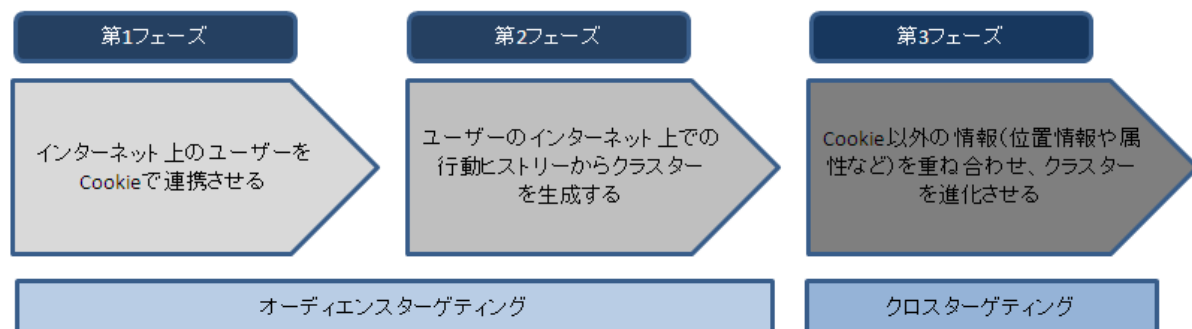 第1フェーズ
第2フェーズ
第3フェーズ
インターネット上のユーザーを
Cookieで連携させる
ユーザーのインターネット上での
行動ヒストリーからクラスター
を生成する
Cookie以外の情報(位置情報や属
性など)を重ね合わせ、クラスター
を進化させる
オーディエンスターゲティング
クロスターゲティング